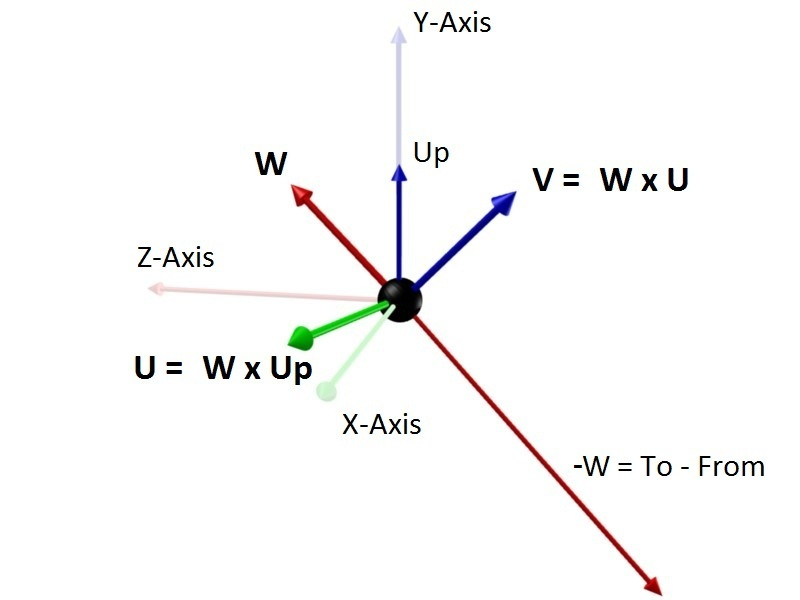 Y-Axis
Up
W
V = W x U
Z-Axis
U = W x Up
X-Axis
-W = To - From